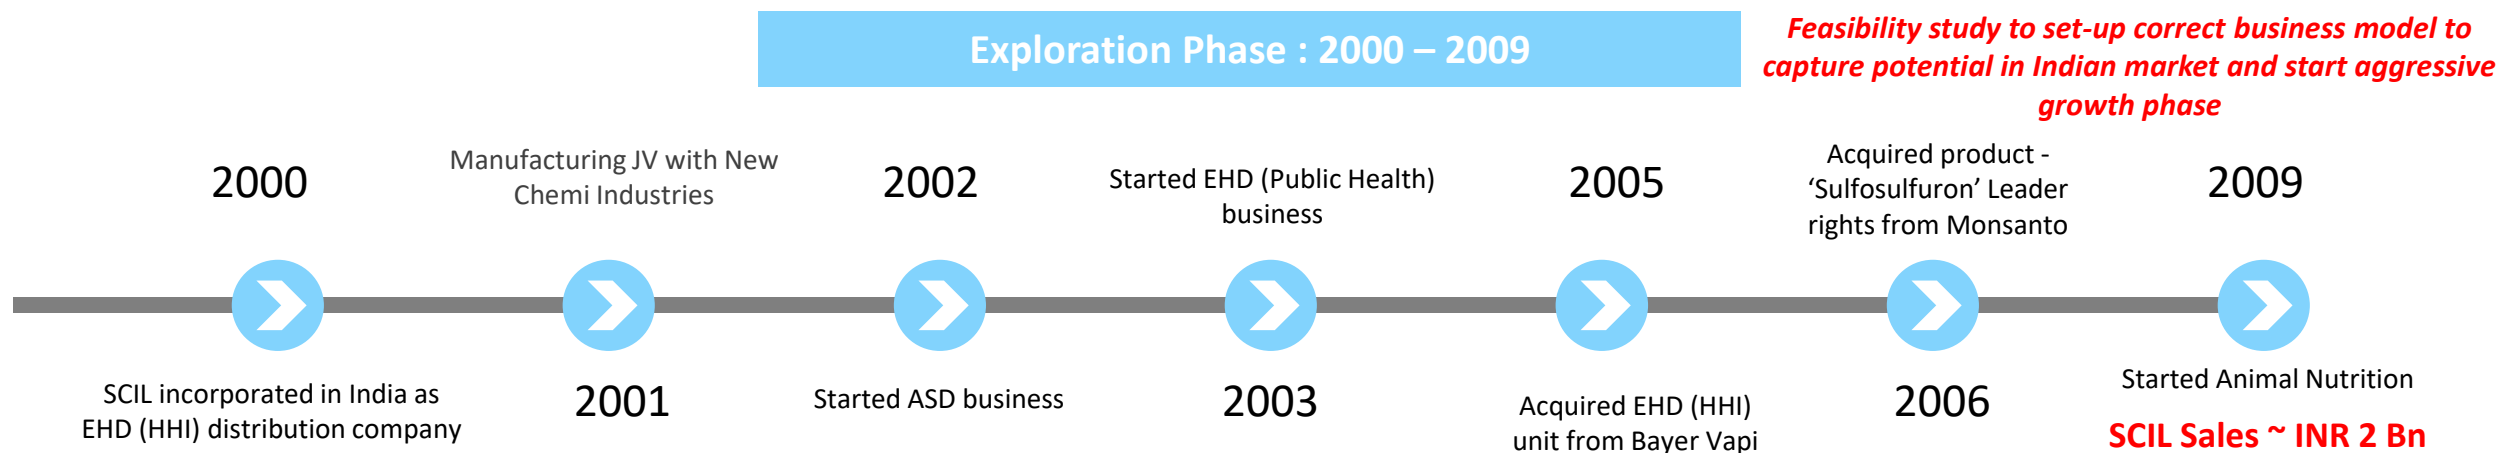 Exploration Phase : 2000 – 2009
Feasibility study to set-up correct business model to
capture potential in Indian market and start aggressive
growth phase
2000
SCIL incorporated in India as
EHD (HHI) distribution company
Manufacturing JV with New
Chemi Industries
2001
2002
Started ASD business
Started EHD (Public Health)
business
2003
2005
Acquired EHD (HHI)
unit from Bayer Vapi
Acquired product -
‘Sulfosulfuron’ Leader
rights from Monsanto
2006
2009
Started Animal Nutrition
SCIL Sales ~ INR 2 Bn